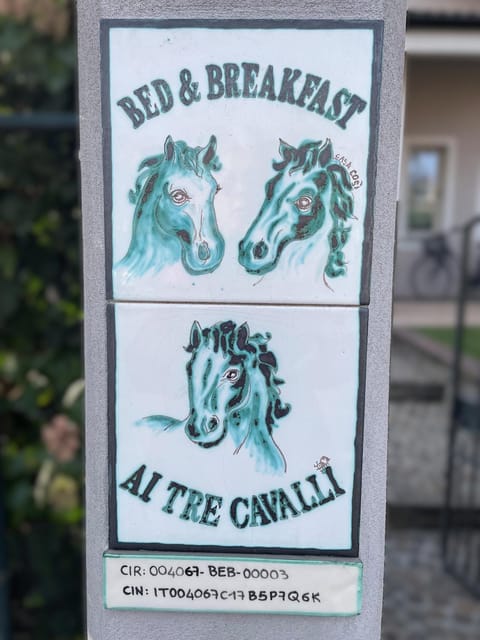 BED & BREAKFAST
CASA COSÌ
AI TRE CAVALLI
CIR: 004067-BEB-00003
CIN: IT004067C17B5P7Q6K